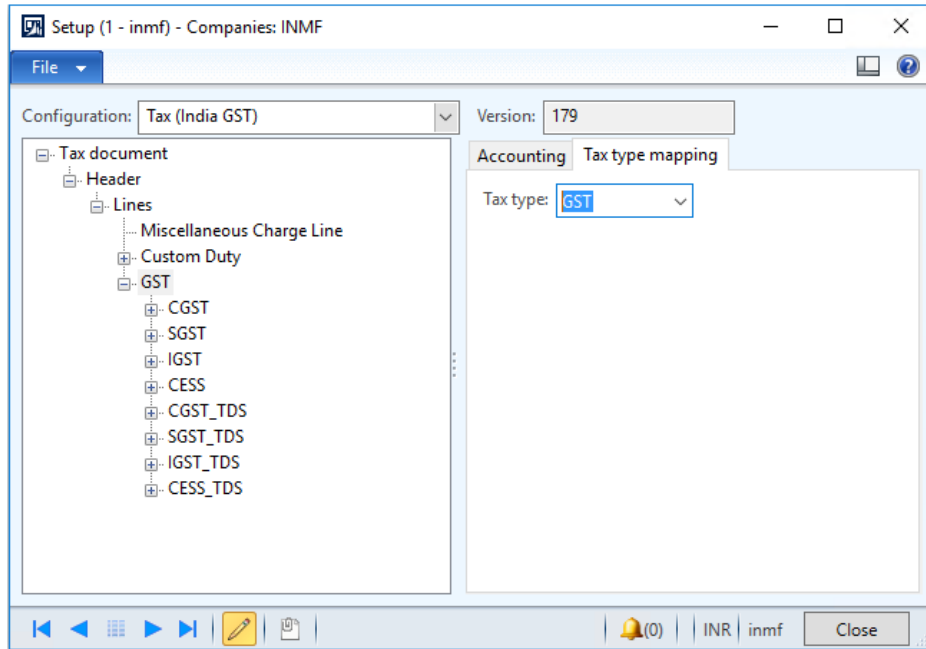 Setup (1 - inmf) - Companies: INMF
File
Configuration: Tax (India GST)
Version: 179
Tax document
Header
Lines
Miscellaneous Charge Line
Custom Duty
GST
CGST
SGST
IGST
CESS
CGST_TDS
SGST_TDS
IGST_TDS
CESS_TDS
Accounting Tax type mapping
Tax type: GST
(0) INR inmf Close